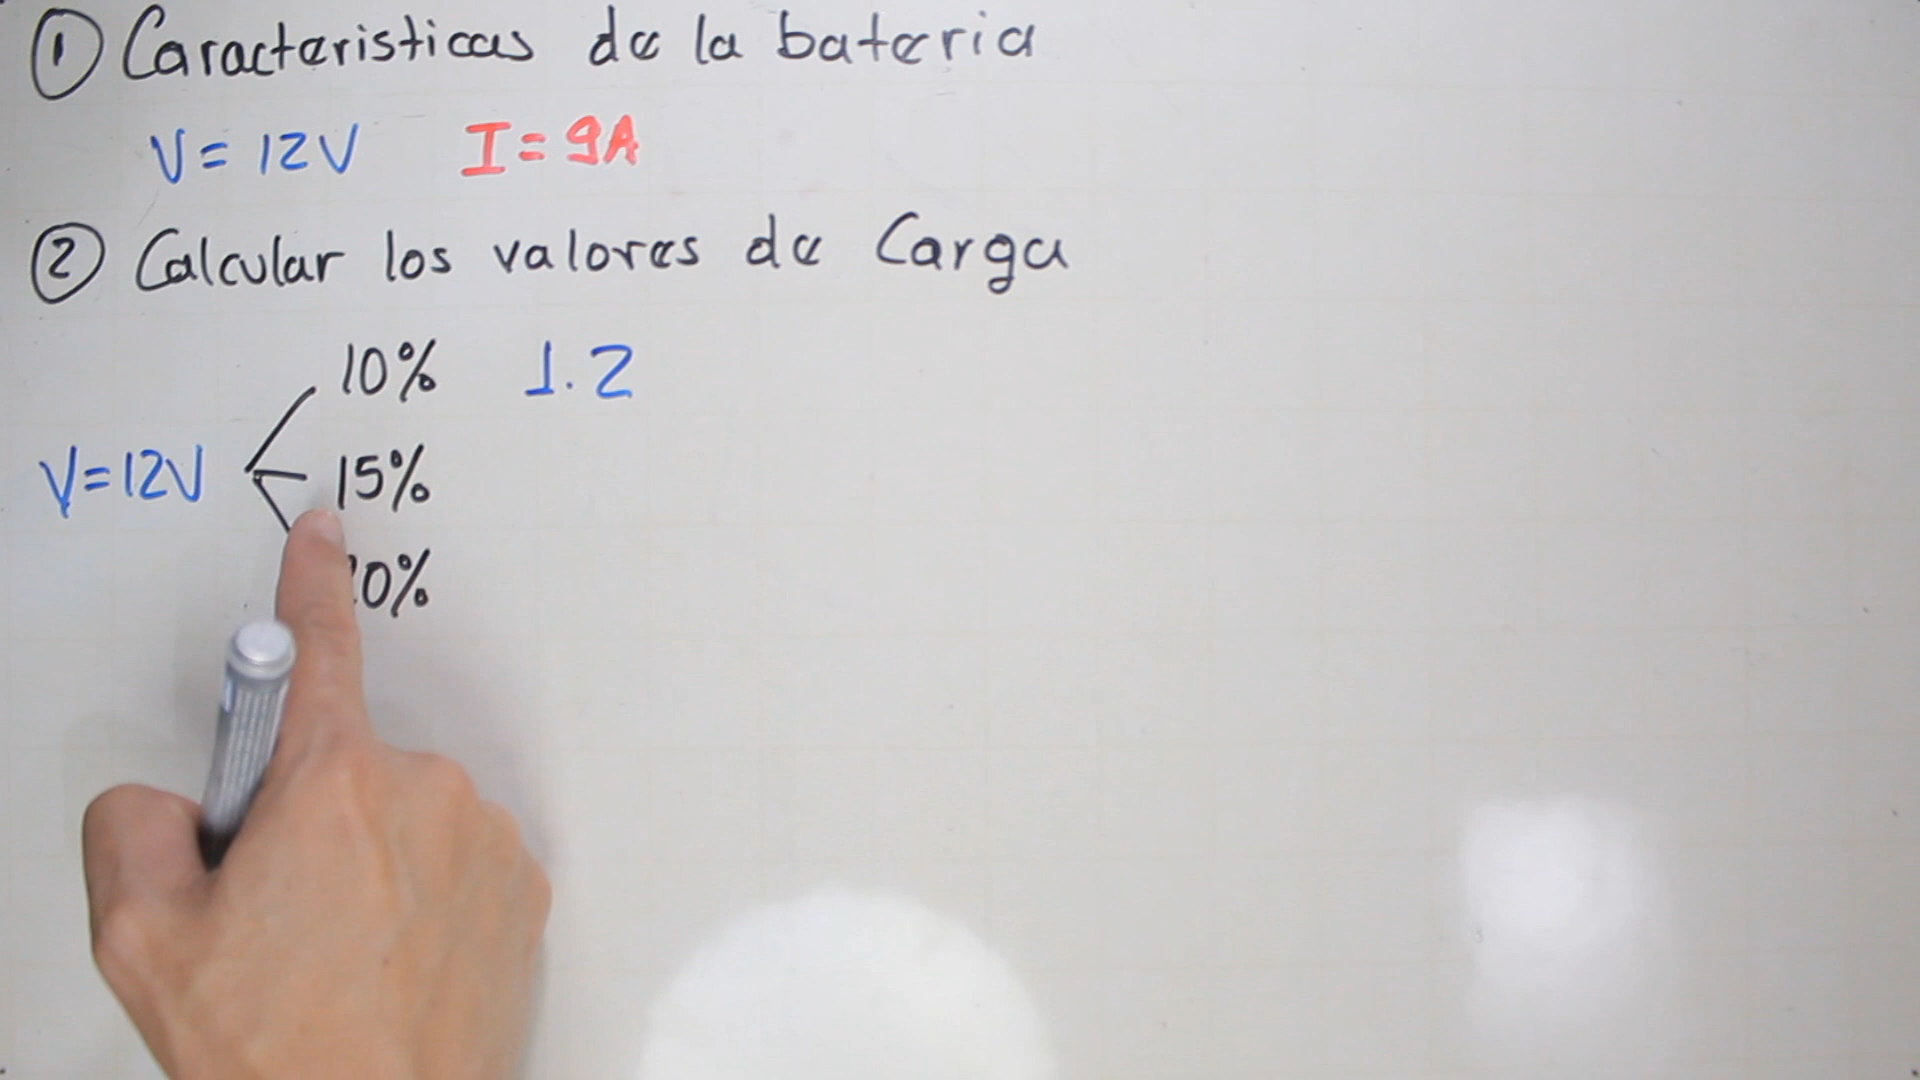 ① Caracteristicas de la bateria
V = 12V I = 9A
② Calcular los valores de Carga
10% 1.2
V=12V 15%
0%